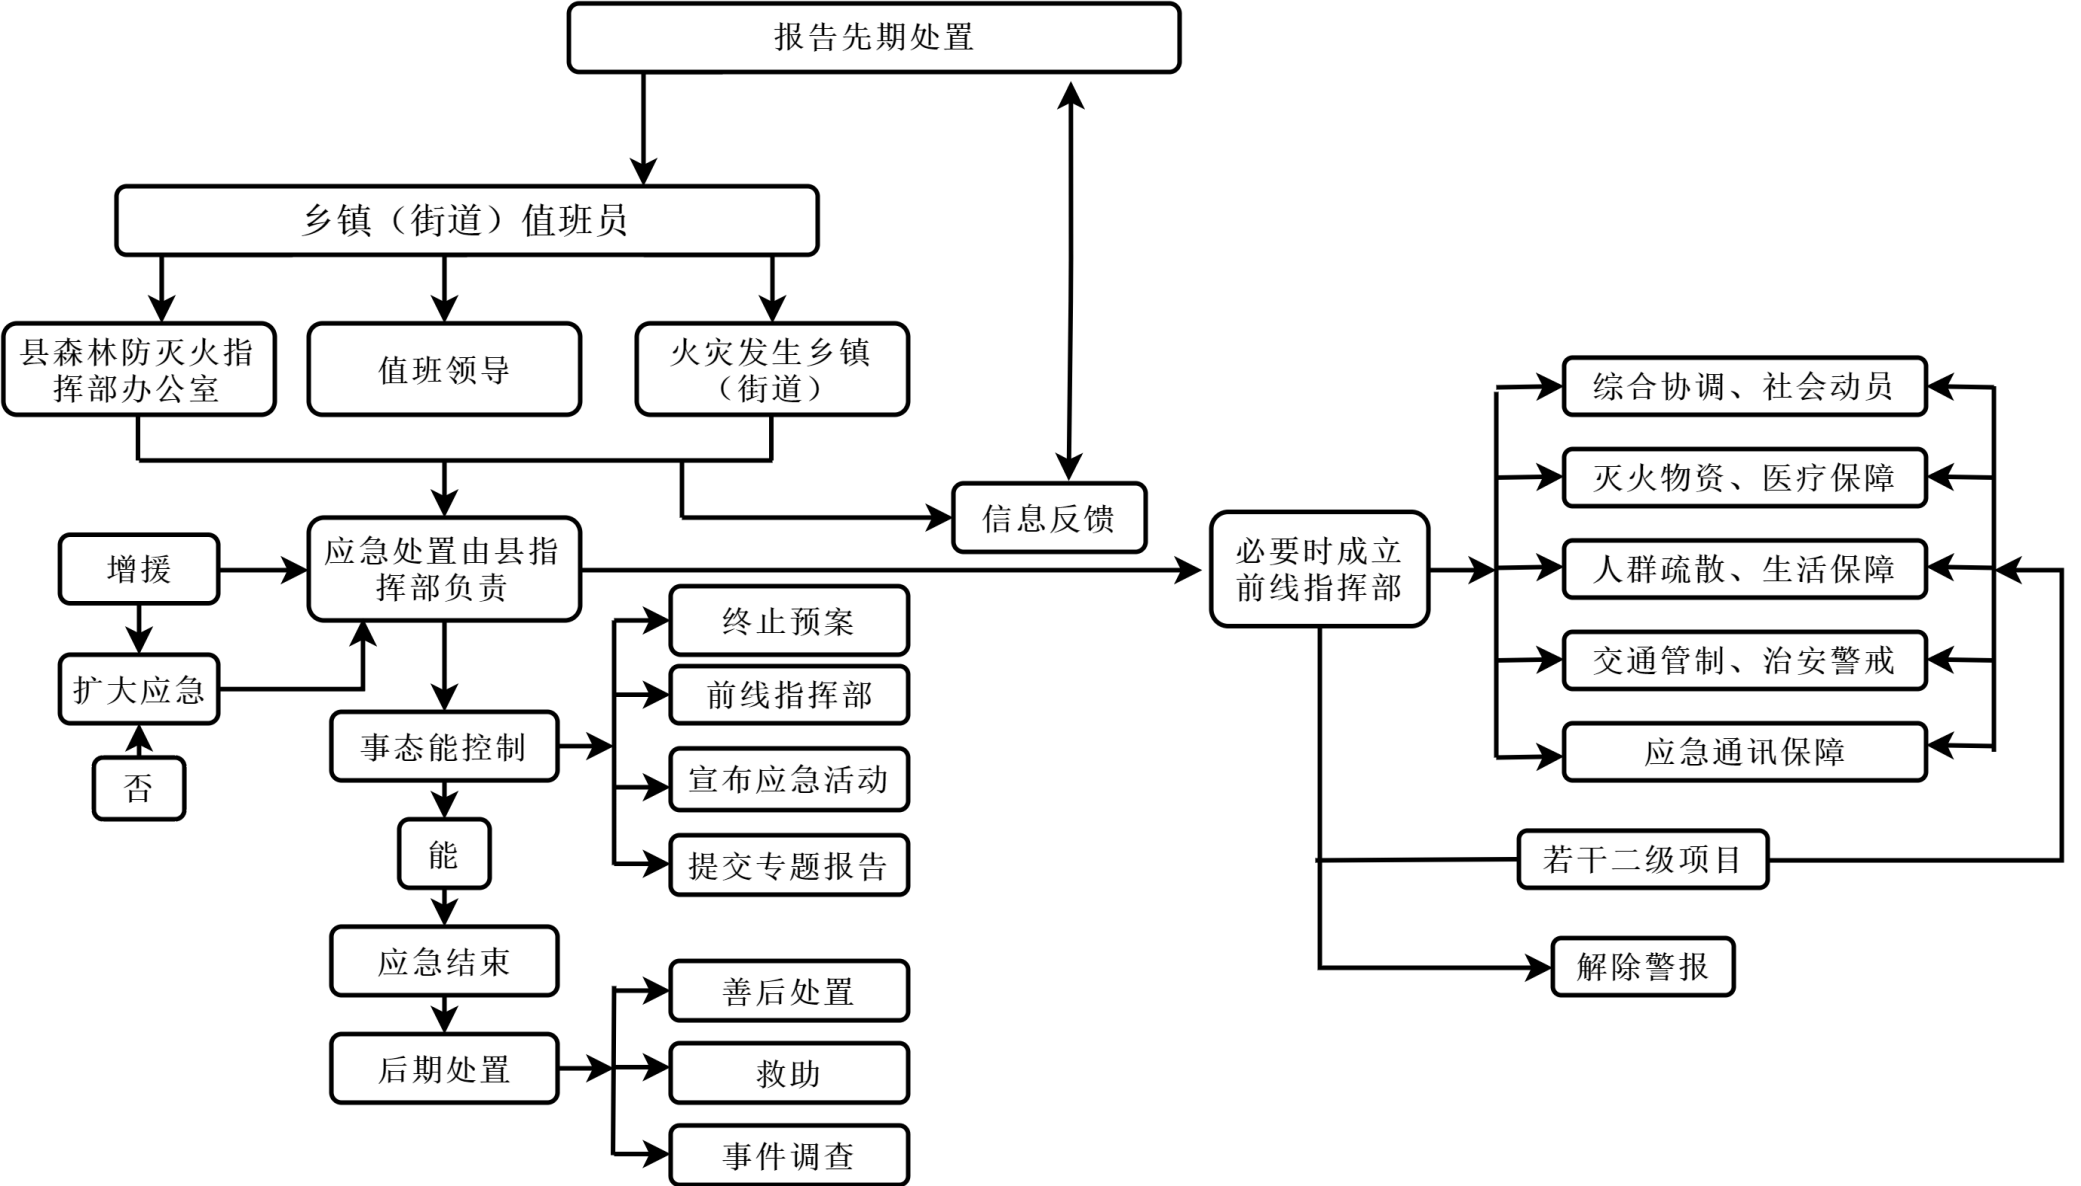 报告先期处置
乡镇（街道）值班员
县森林防灭火指
挥部办公室
值班领导
火灾发生乡镇
（街道）
信息反馈
增援
应急处置由县指
挥部负责
扩大应急
否
事态能控制
终止预案
前线指挥部
宣布应急活动
提交专题报告
能
应急结束
后期处置
善后处置
救助
事件调查
必要时成立
前线指挥部
综合协调、社会动员
灭火物资、医疗保障
人群疏散、生活保障
交通管制、治安警戒
应急通讯保障
若干二级项目
解除警报